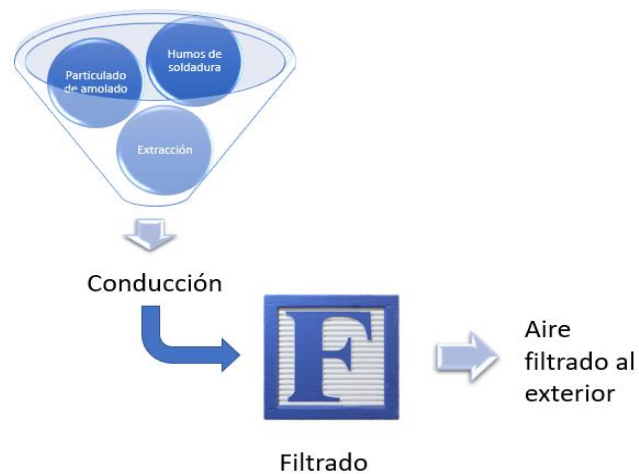 Humos de
soldadura
Particulado
de amolado
Extracción
Conducción
F
Aire
filtrado al
exterior
Filtrado